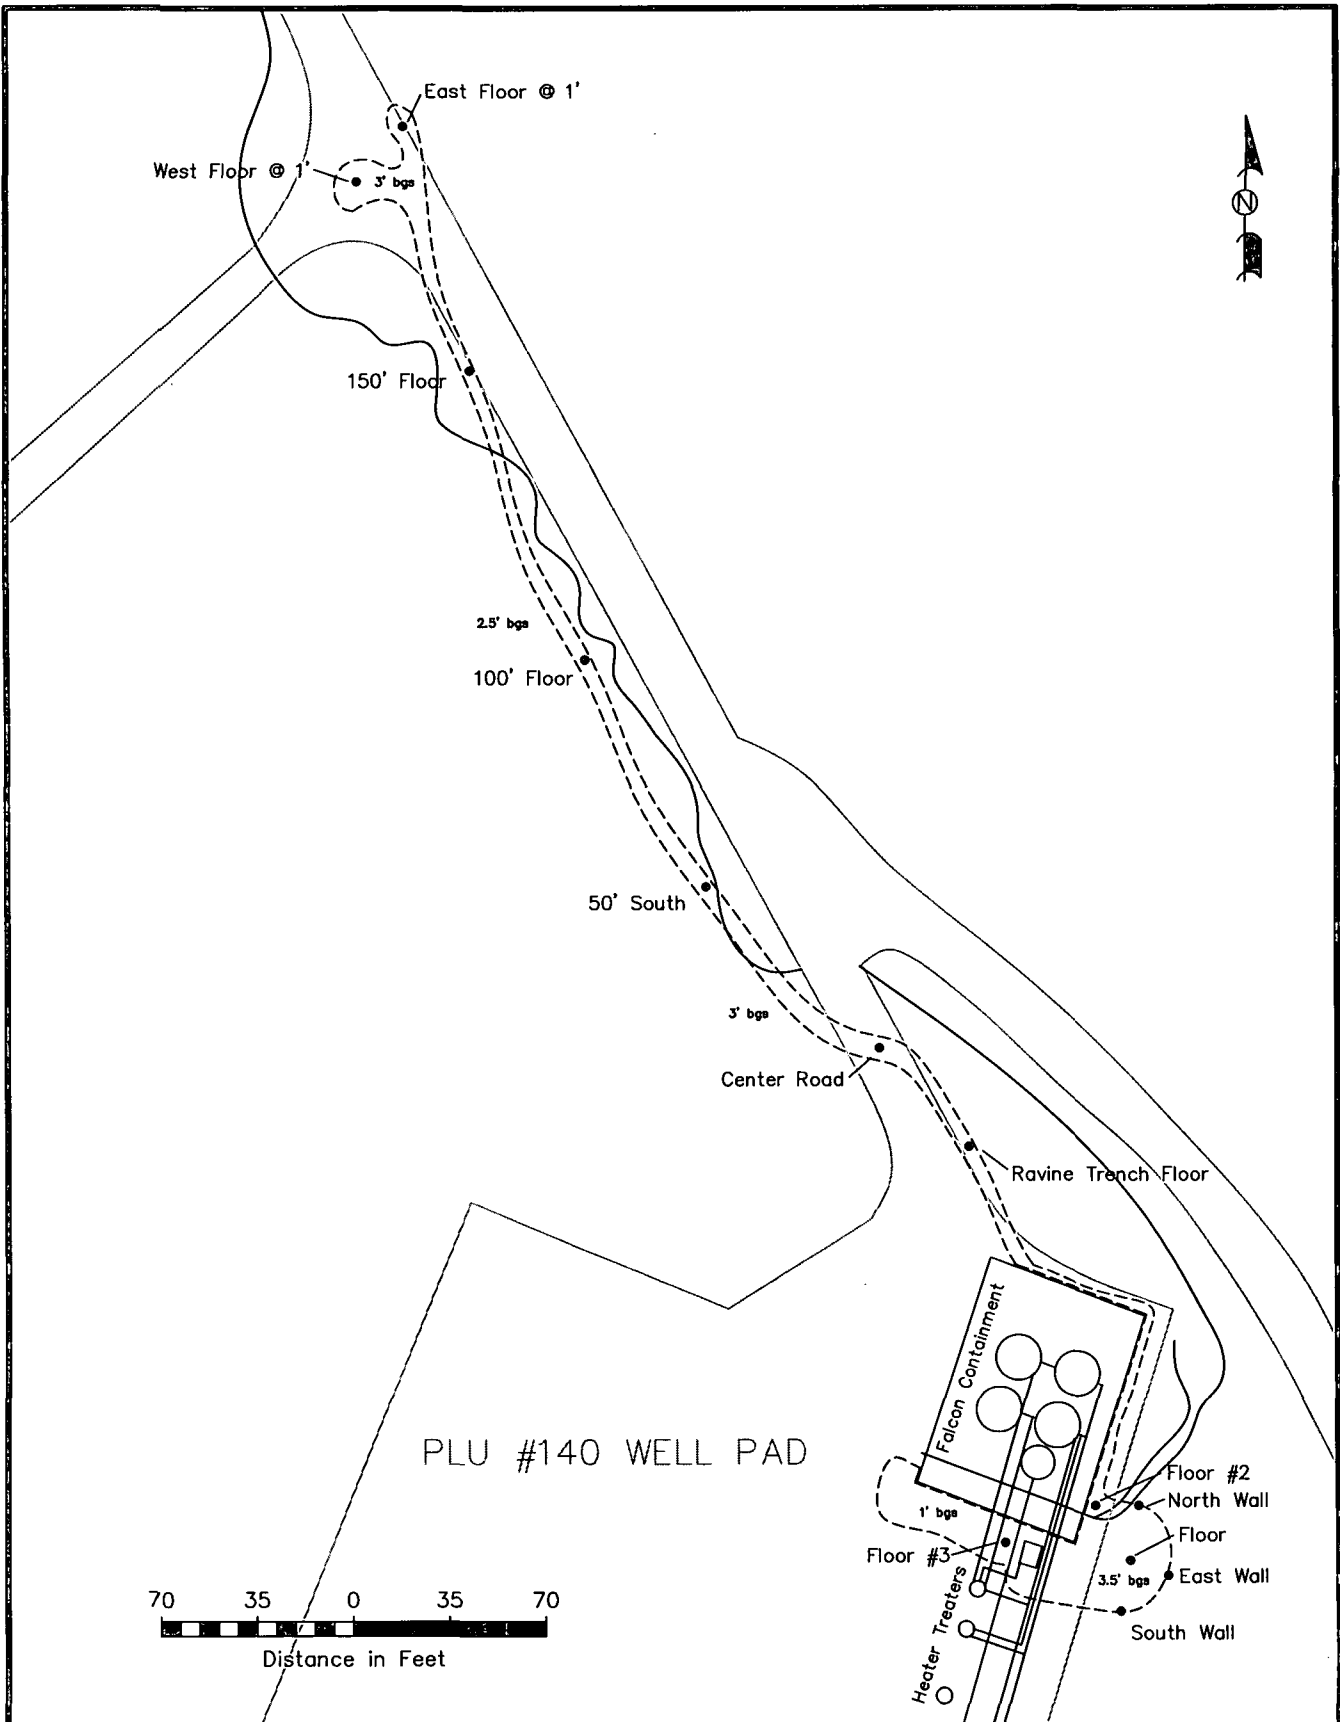 East Floor @ 1'
West Floor @ 1'
3' bgs
N
150' Floor
2.5' bgs
100' Floor
50' South
3' bgs
Center Road
Ravine Trench Floor
Falcon Containment
PLU #140 WELL PAD
Floor #2
North Wall
1' bgs
Floor
Floor #3
3.5' bgs
East Wall
Heater Treaters
70 35 0 35 70
South Wall
Distance in Feet